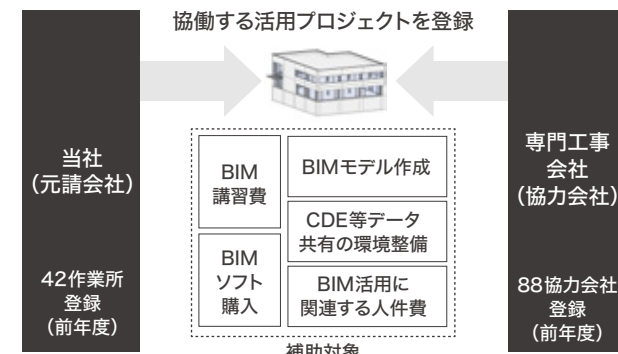 協働する活用プロジェクトを登録
当社
（元請会社）
42作業所
登録
（前年度）
BIM
講習費
BIM
ソフト
購入
BIMモデル作成
CDE等データ
共有の環境整備
BIM活用に
関連する人件費
補助対象
専門工事
会社
（協力会社）
88協力会社
登録
（前年度）